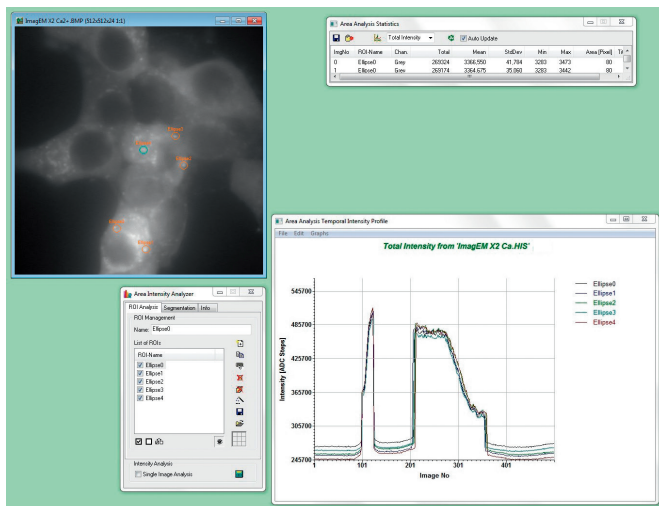 ImagEM X2 Ca2+.BMP (512x512x24 1:1)
Area Analysis Statistics
Total Intensity
Auto Update
ImgNo ROI-Name Chan. Total Mean StdDev Min Max Area [Pixel]
0 Ellipse0 Grey 269324 3366,550 41,784 3283 3473 80
1 Ellipse0 Grey 269174 3364,675 35,860 3283 3442 80
Area Analysis Temporal Intensity Profile
File Edit Graphs
Total Intensity from 'ImagEM X2 Ca.HIS'
Intensity [ADC Steps]
545700
485700
425700
365700
305700
245700
1 101 201 301 401
Image No
Ellipse0
Ellipse1
Ellipse2
Ellipse3
Ellipse4
Area Intensity Analyzer
ROI Analysis Segmentation Info...
ROI Management
Name: Ellipse0
List of ROIs:
ROI-Name
Ellipse0
Ellipse1
Ellipse2
Ellipse3
Ellipse4
Intensity Analysis
Single Image Analysis